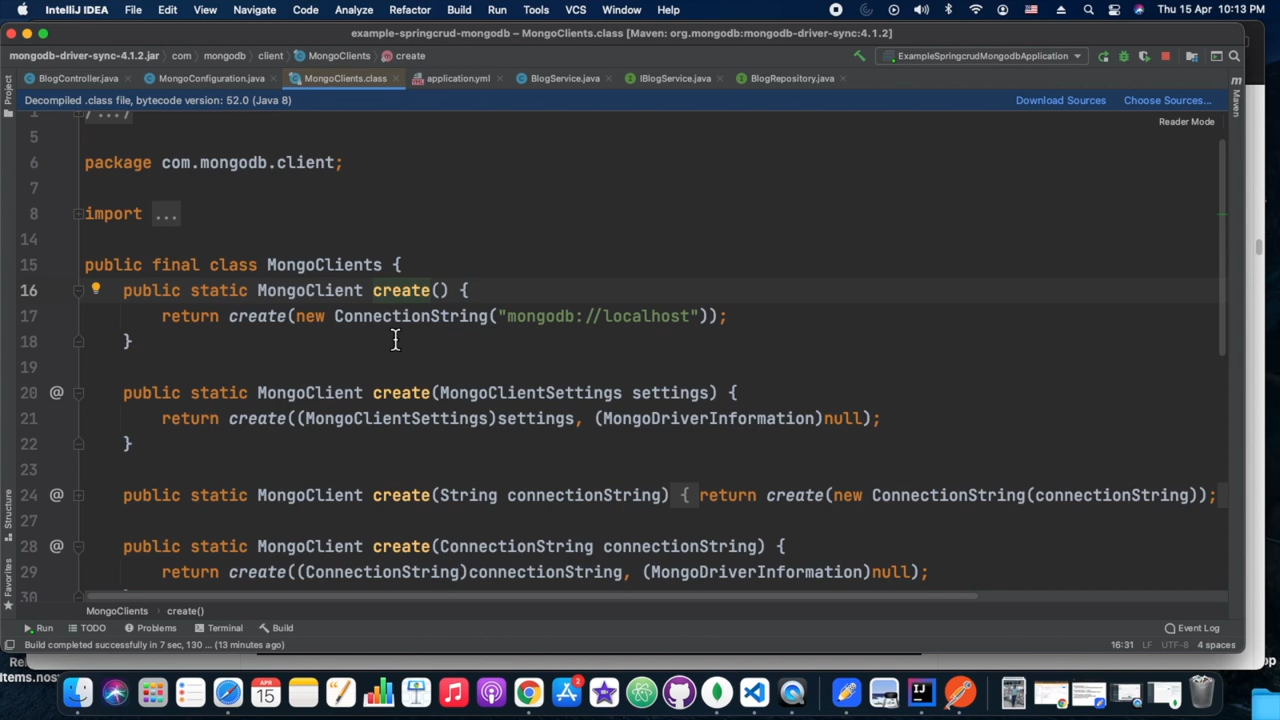 IntelliJ IDEA File Edit View Navigate Code Analyze Refactor Build Run Tools VCS Window Help Thu 15 Apr 10:13 PM
example-springcrud-mongodb – MongoClients.class [Maven: org.mongodb:mongodb-driver-sync:4.1.2]
mongodb-driver-sync-4.1.2.jar com mongodb client MongoClients create ExampleSpringcrudMongodbApplication
BlogController.java MongoConfiguration.java MongoClients.class application.yml BlogService.java IBlogService.java BlogRepository.java
Decompiled .class file, bytecode version: 52.0 (Java 8) Download Sources Choose Sources...
Reader Mode
Project
Maven
Structure
Favorites
1 /.../
5
6 package com.mongodb.client;
7
8 import ...
14
15 public final class MongoClients {
16 public static MongoClient create() {
17 return create(new ConnectionString("mongodb://localhost"));
18 }
19
20 @ public static MongoClient create(MongoClientSettings settings) {
21 return create((MongoClientSettings)settings, (MongoDriverInformation)null);
22 }
23
24 @ public static MongoClient create(String connectionString) { return create(new ConnectionString(connectionString));
27
28 @ public static MongoClient create(ConnectionString connectionString) {
29 return create((ConnectionString)connectionString, (MongoDriverInformation)null);
30
MongoClients create()
Run TODO Problems Terminal Build Event Log
Build completed successfully in 7 sec, 130 ... (13 minutes ago) 16:31 LF UTF-8 4 spaces
APR
15
2
IJ